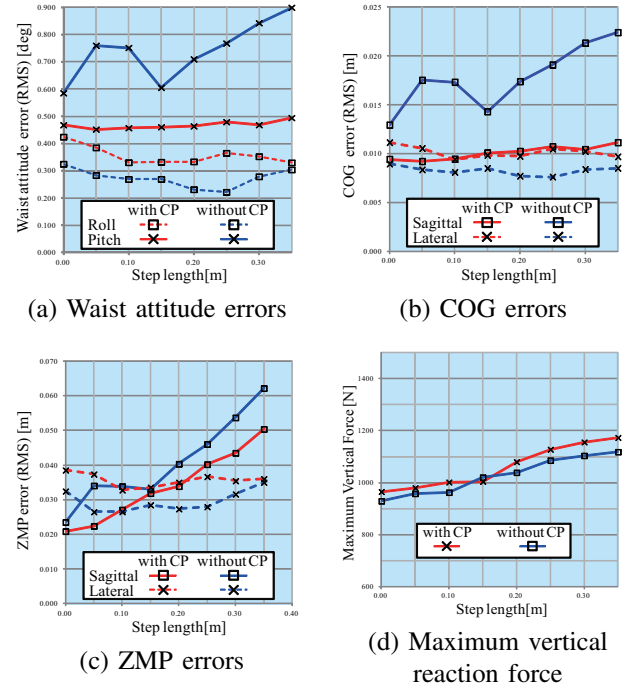 0.900
0.800
0.700
0.600
0.500
0.400
0.300
0.200
0.100
0.000
Waist attitude error (RMS) [deg]
with CP without CP
Roll
Pitch
0.00 0.10 0.20 0.30
Step length[m]
(a) Waist attitude errors
0.025
0.020
0.015
0.010
0.005
0.000
COG error (RMS) [m]
with CP without CP
Sagittal
Lateral
0.00 0.10 0.20 0.30
Step length[m]
(b) COG errors
0.070
0.060
0.050
0.040
0.030
0.020
0.010
0.000
ZMP error (RMS) [m]
with CP without CP
Sagittal
Lateral
0.00 0.10 0.20 0.30 0.40
Step length[m]
(c) ZMP errors
1400
1200
1000
800
600
Maximum Vertical Force [N]
with CP without CP
0.00 0.10 0.20 0.30
Step length[m]
(d) Maximum vertical
reaction force